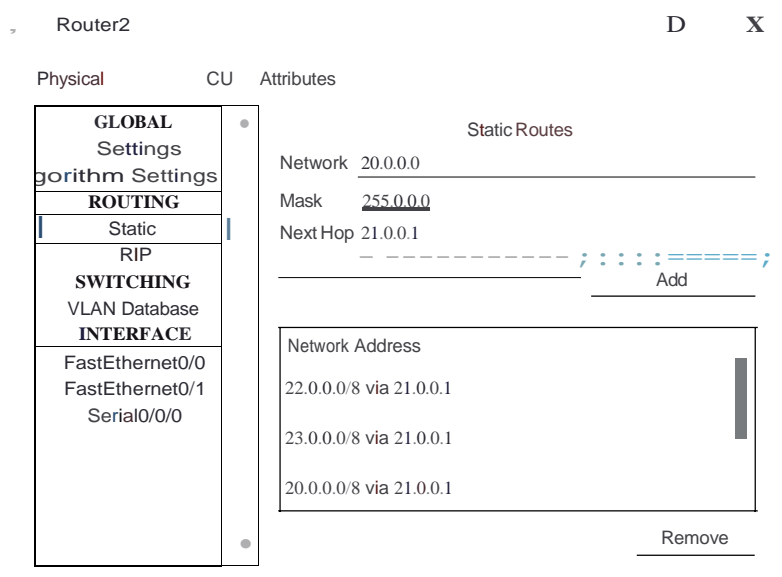 Router2 D X
Physical CU Attributes
GLOBAL
Settings
gorithm Settings
ROUTING
Static
RIP
SWITCHING
VLAN Database
INTERFACE
FastEthernet0/0
FastEthernet0/1
Serial0/0/0
Static Routes
Network 20.0.0.0
Mask 255.0.0.0
Next Hop 21.0.0.1
Add
Network Address
22.0.0.0/8 via 21.0.0.1
23.0.0.0/8 via 21.0.0.1
20.0.0.0/8 via 21.0.0.1
Remove